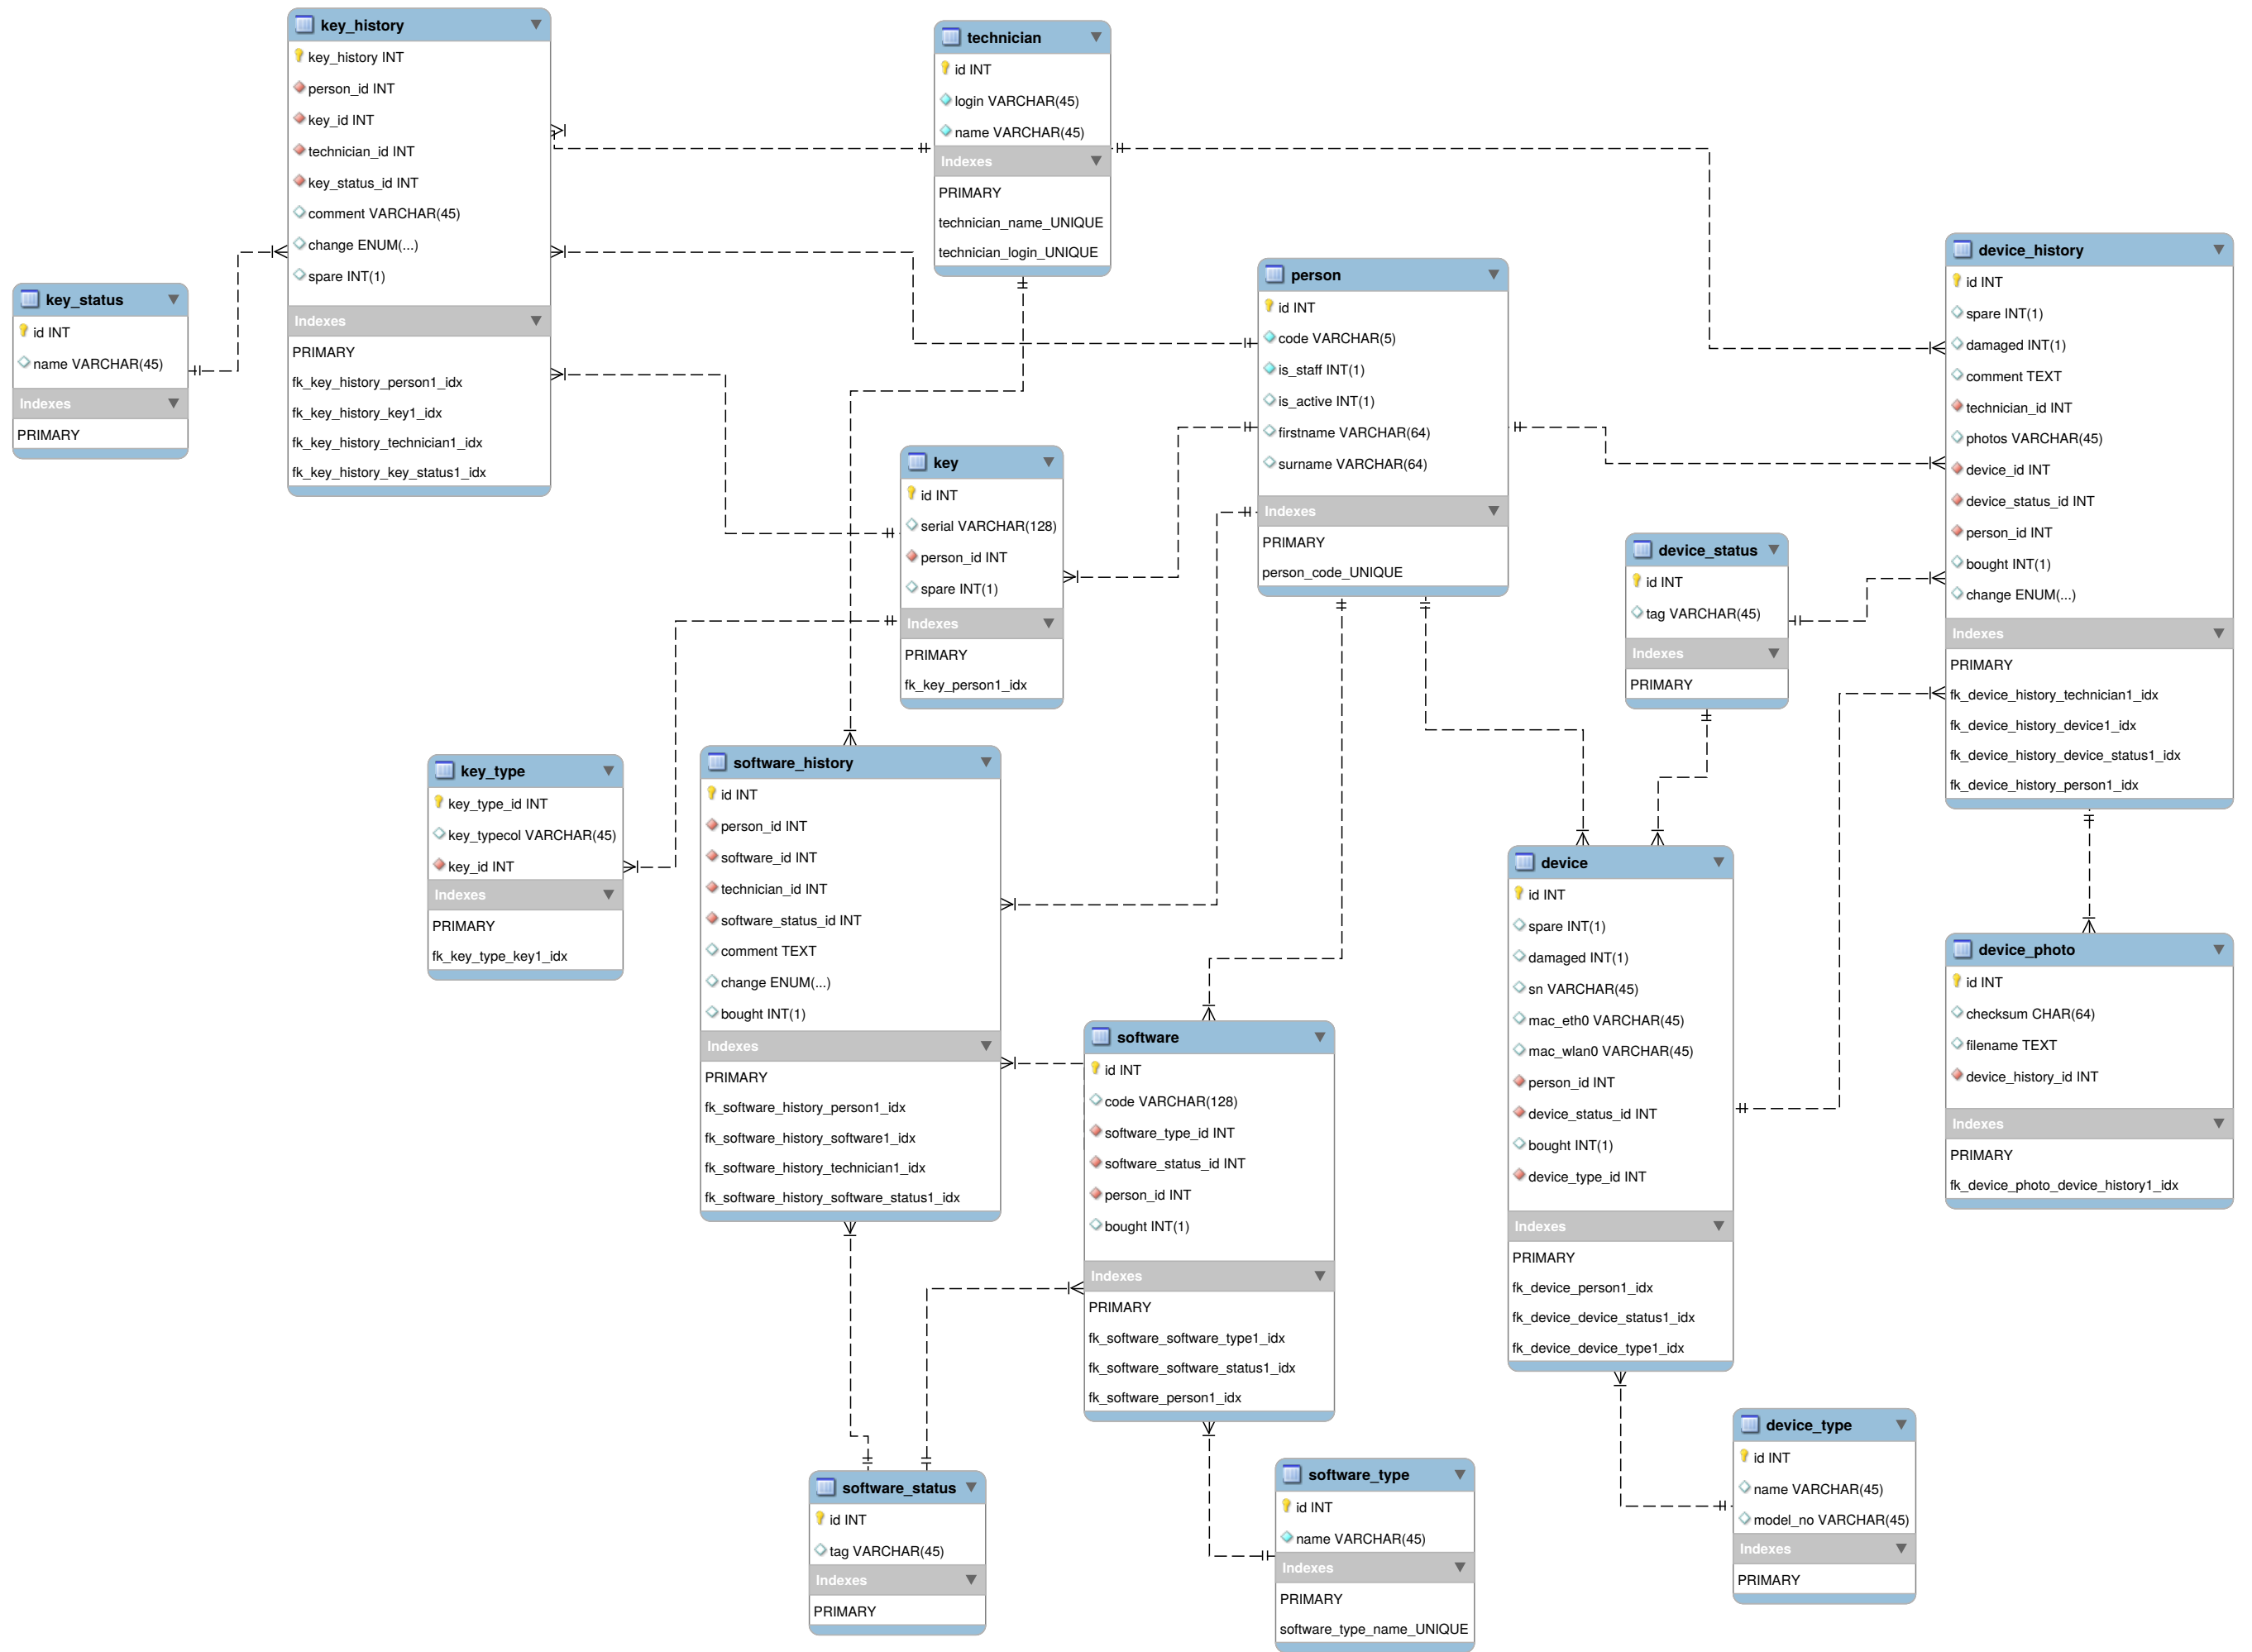 key_history
key_history INT
person_id INT
key_id INT
technician_id INT
key_status_id INT
comment VARCHAR(45)
change ENUM(...)
spare INT(1)
Indexes
PRIMARY
fk_key_history_person1_idx
fk_key_history_key1_idx
fk_key_history_technician1_idx
fk_key_history_key_status1_idx
technician
id INT
login VARCHAR(45)
name VARCHAR(45)
Indexes
PRIMARY
technician_name_UNIQUE
technician_login_UNIQUE
key_status
id INT
name VARCHAR(45)
Indexes
PRIMARY
person
id INT
code VARCHAR(5)
is_staff INT(1)
is_active INT(1)
firstname VARCHAR(64)
surname VARCHAR(64)
Indexes
PRIMARY
person_code_UNIQUE
device_history
id INT
spare INT(1)
damaged INT(1)
comment TEXT
technician_id INT
photos VARCHAR(45)
device_id INT
device_status_id INT
person_id INT
bought INT(1)
change ENUM(...)
Indexes
PRIMARY
fk_device_history_technician1_idx
fk_device_history_device1_idx
fk_device_history_device_status1_idx
fk_device_history_person1_idx
key
id INT
serial VARCHAR(128)
person_id INT
spare INT(1)
Indexes
PRIMARY
fk_key_person1_idx
device_status
id INT
tag VARCHAR(45)
Indexes
PRIMARY
key_type
key_type_id INT
key_typecol VARCHAR(45)
key_id INT
Indexes
PRIMARY
fk_key_type_key1_idx
software_history
id INT
person_id INT
software_id INT
technician_id INT
software_status_id INT
comment TEXT
change ENUM(...)
bought INT(1)
Indexes
PRIMARY
fk_software_history_person1_idx
fk_software_history_software1_idx
fk_software_history_technician1_idx
fk_software_history_software_status1_idx
software
id INT
code VARCHAR(128)
software_type_id INT
software_status_id INT
person_id INT
bought INT(1)
Indexes
PRIMARY
fk_software_software_type1_idx
fk_software_software_status1_idx
fk_software_person1_idx
device
id INT
spare INT(1)
damaged INT(1)
sn VARCHAR(45)
mac_eth0 VARCHAR(45)
mac_wlan0 VARCHAR(45)
person_id INT
device_status_id INT
bought INT(1)
device_type_id INT
Indexes
PRIMARY
fk_device_person1_idx
fk_device_device_status1_idx
fk_device_device_type1_idx
device_photo
id INT
checksum CHAR(64)
filename TEXT
device_history_id INT
Indexes
PRIMARY
fk_device_photo_device_history1_idx
software_status
id INT
tag VARCHAR(45)
Indexes
PRIMARY
software_type
id INT
name VARCHAR(45)
Indexes
PRIMARY
software_type_name_UNIQUE
device_type
id INT
name VARCHAR(45)
model_no VARCHAR(45)
Indexes
PRIMARY